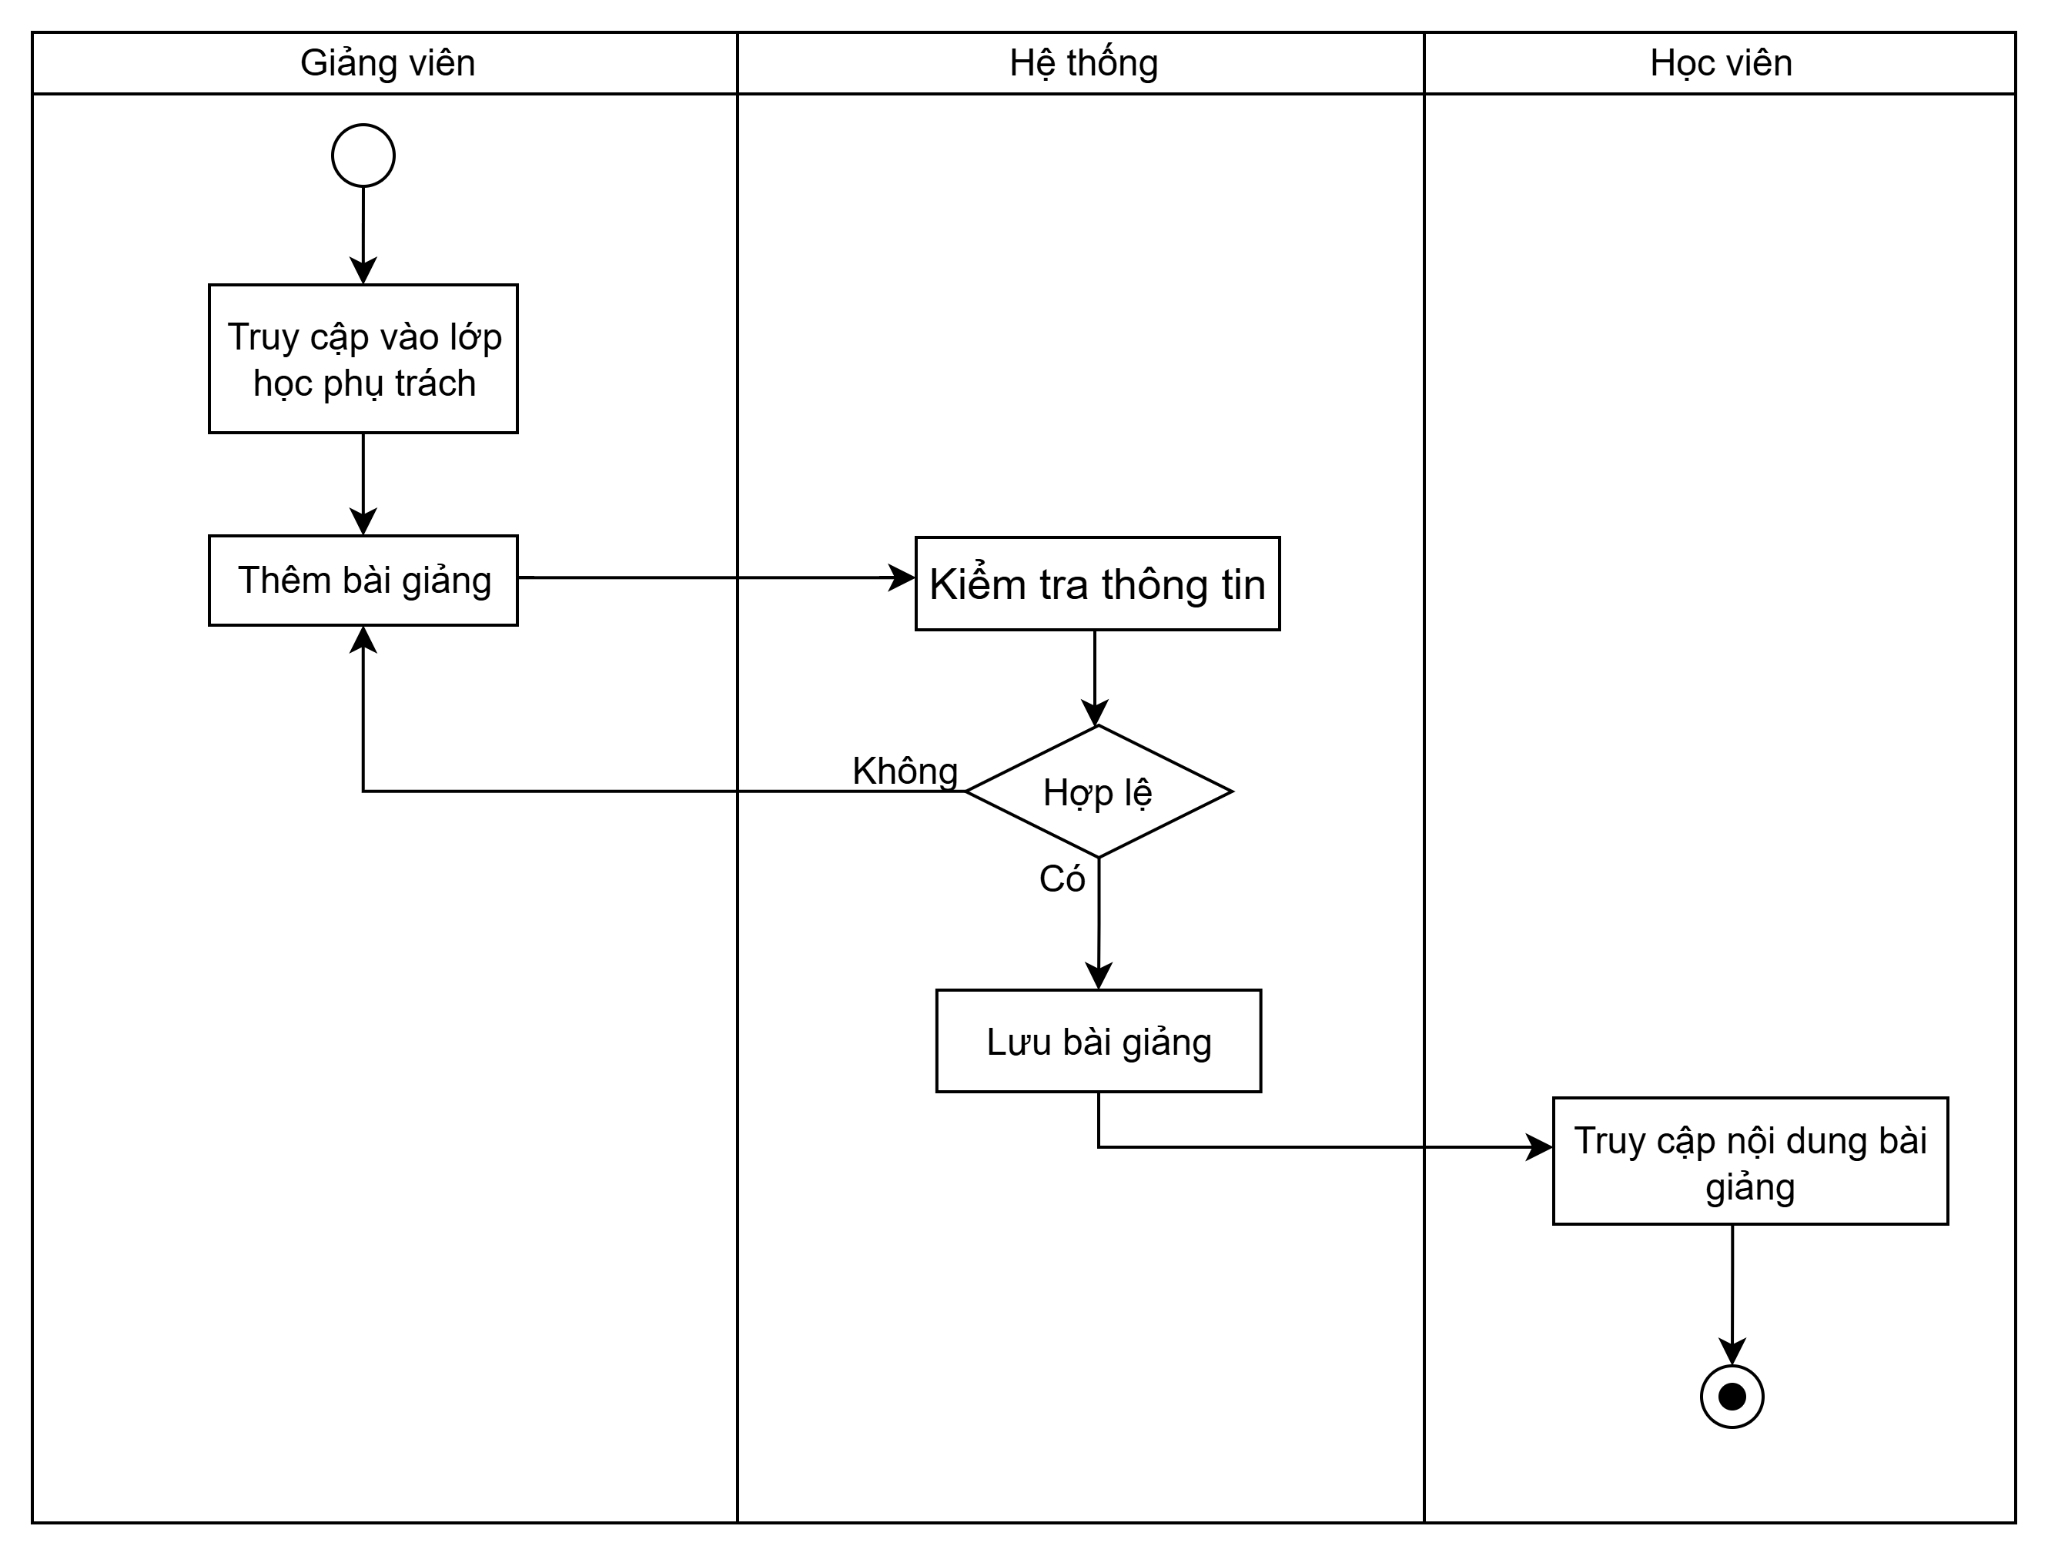 Giảng viên
Hệ thống
Học viên
Truy cập vào lớp
học phụ trách
Thêm bài giảng
Kiểm tra thông tin
Không
Hợp lệ
Có
Lưu bài giảng
Truy cập nội dung bài
giảng